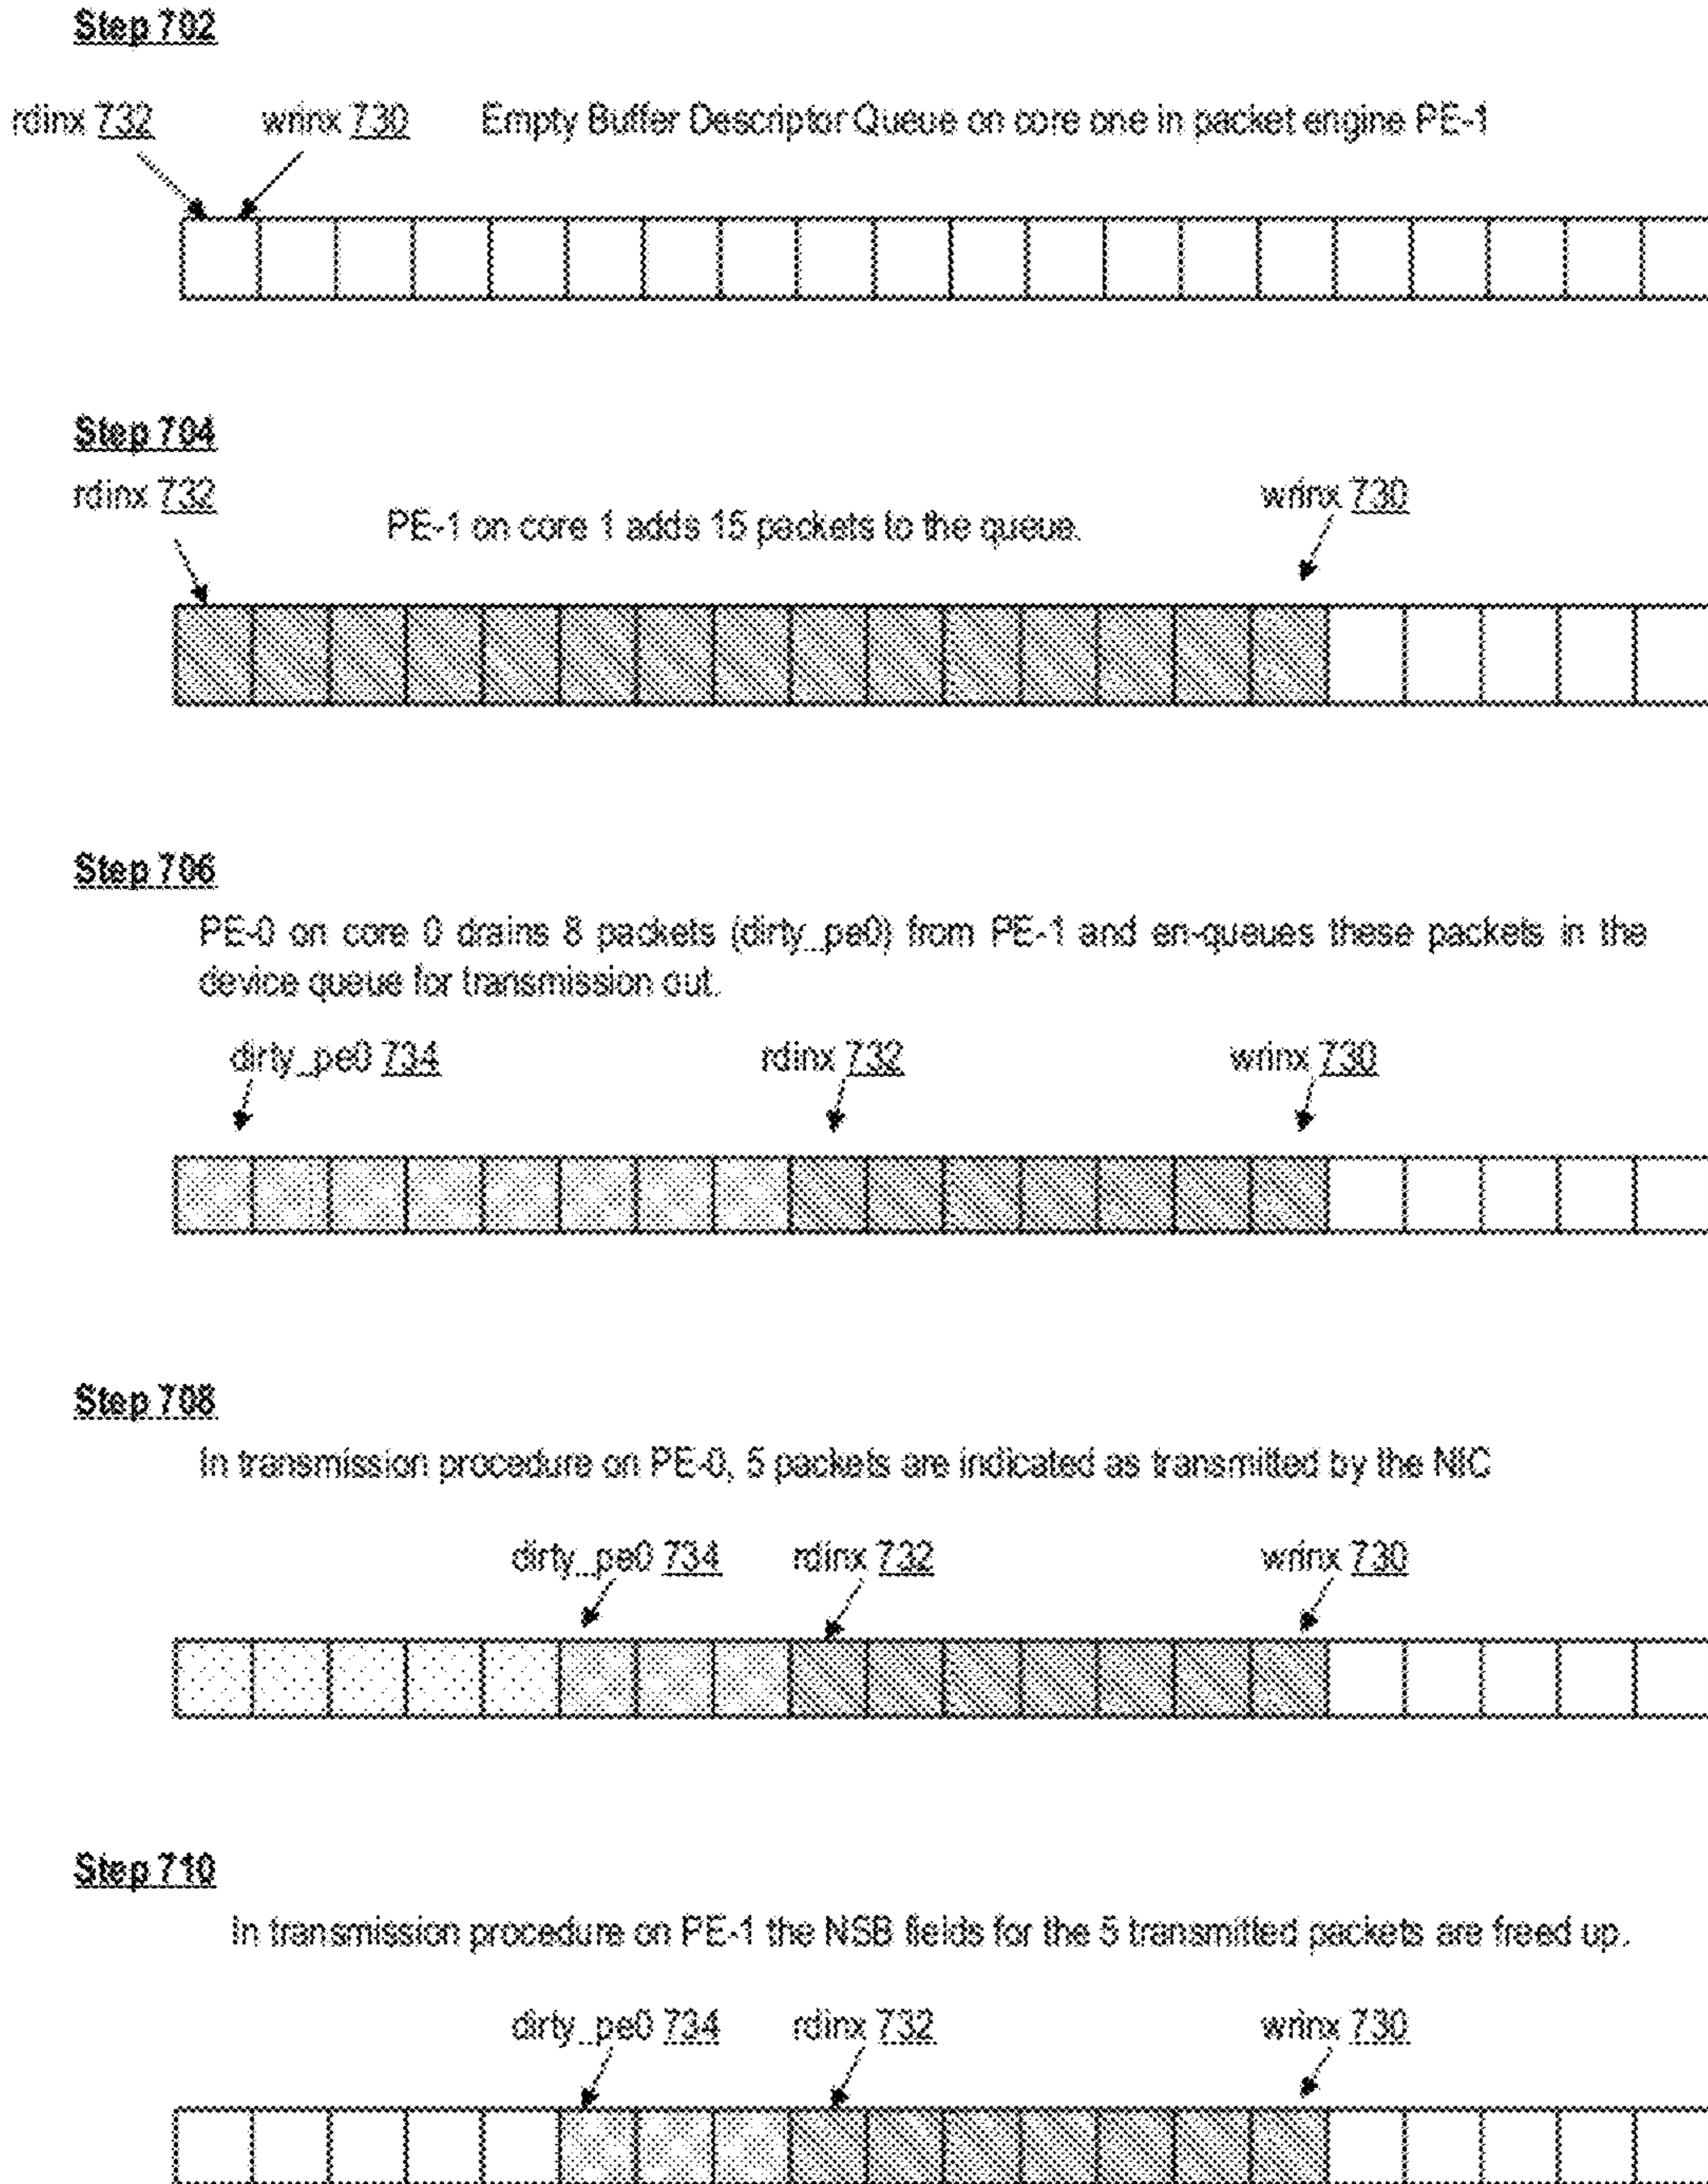 Step 702
rdinx 732 wrinx 730 Empty Buffer Descriptor Queue on core one in packet engine PE-1
Step 704
rdinx 732 wrinx 730
PE-1 on core 1 adds 15 packets to the queue.
Step 706
PE-0 on core 0 drains 8 packets (dirty_pe0) from PE-1 and en-queues these packets in the
device queue for transmission out.
dirty_pe0 734 rdinx 732 wrinx 730
Step 708
In transmission procedure on PE-0, 5 packets are indicated as transmitted by the NIC
dirty_pe0 734 rdinx 732 wrinx 730
Step 710
In transmission procedure on PE-1 the NSB fields for the 5 transmitted packets are freed up.
dirty_pe0 734 rdinx 732 wrinx 730